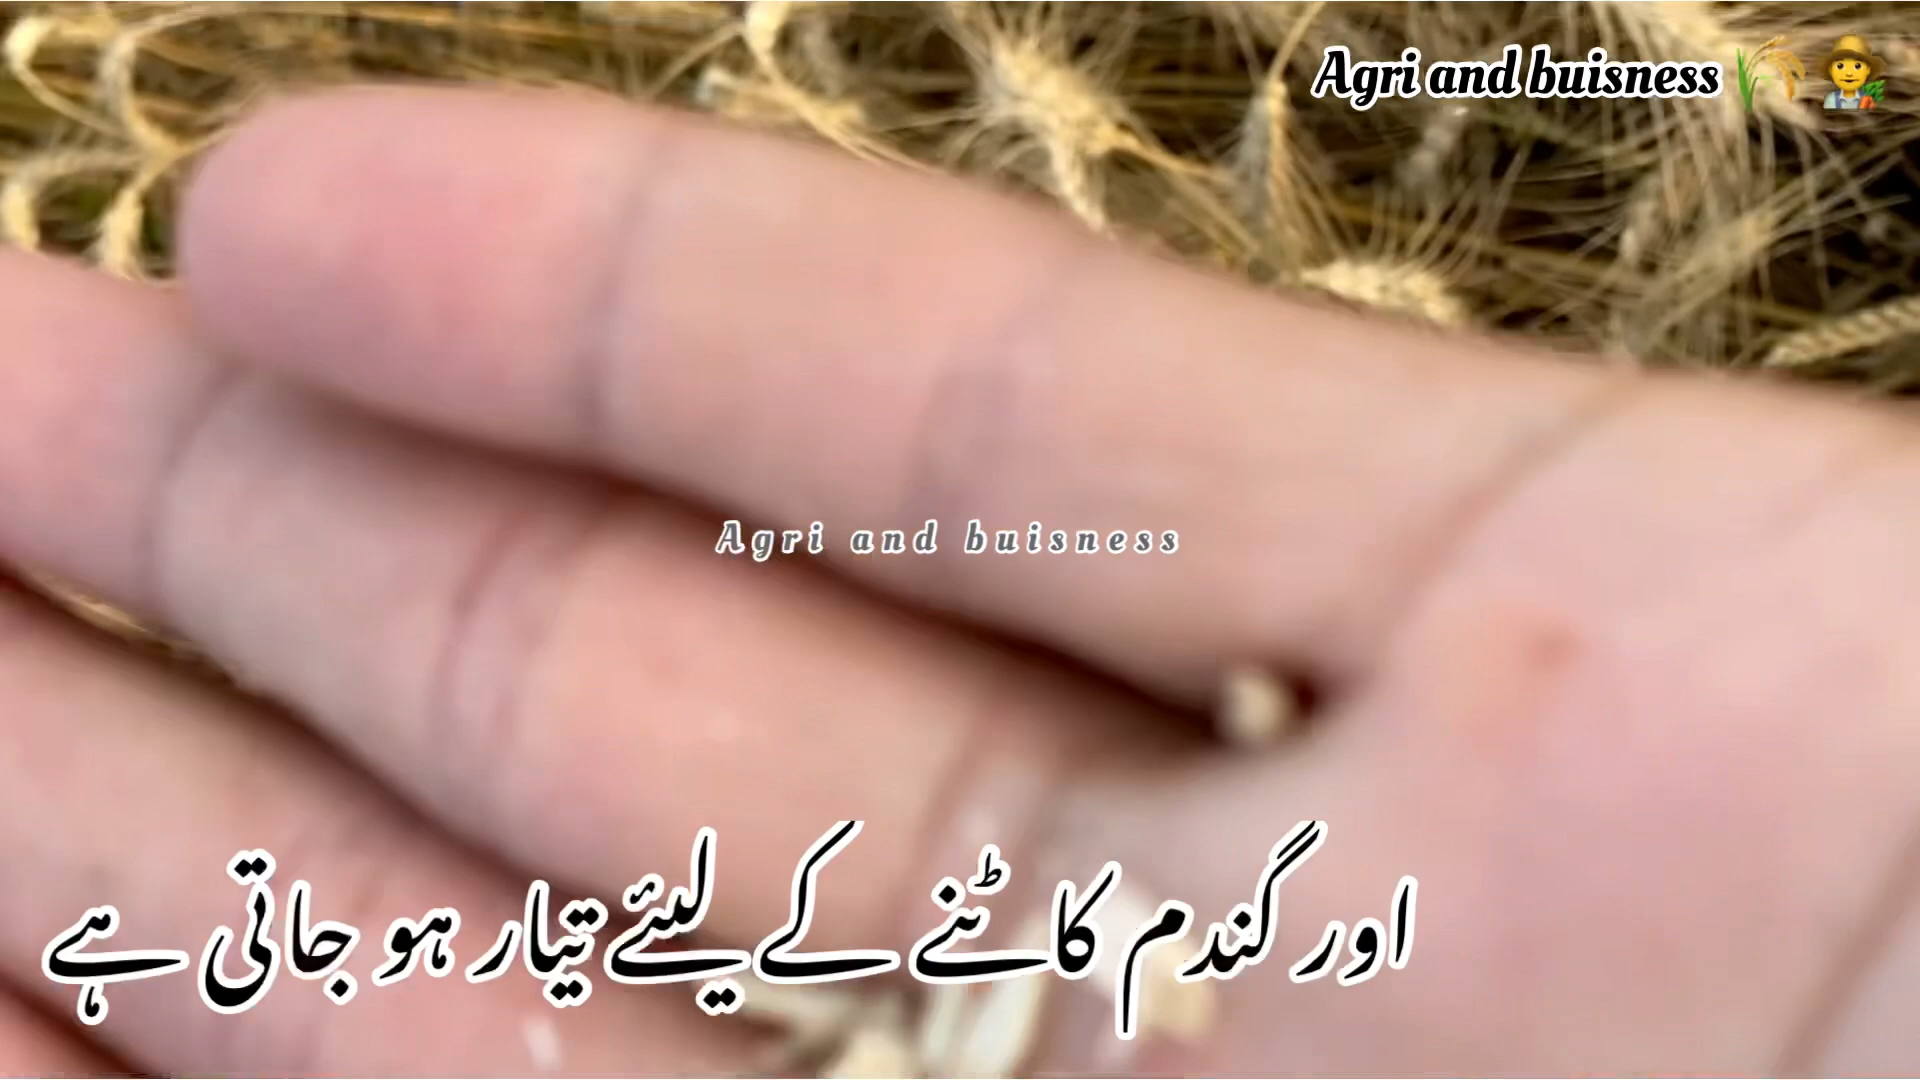 Agri and buisness 🌾 👨‍🌾
Agri and buisness
اور گندم کاٹنے کے لیئے تیار ہو جاتی ہے